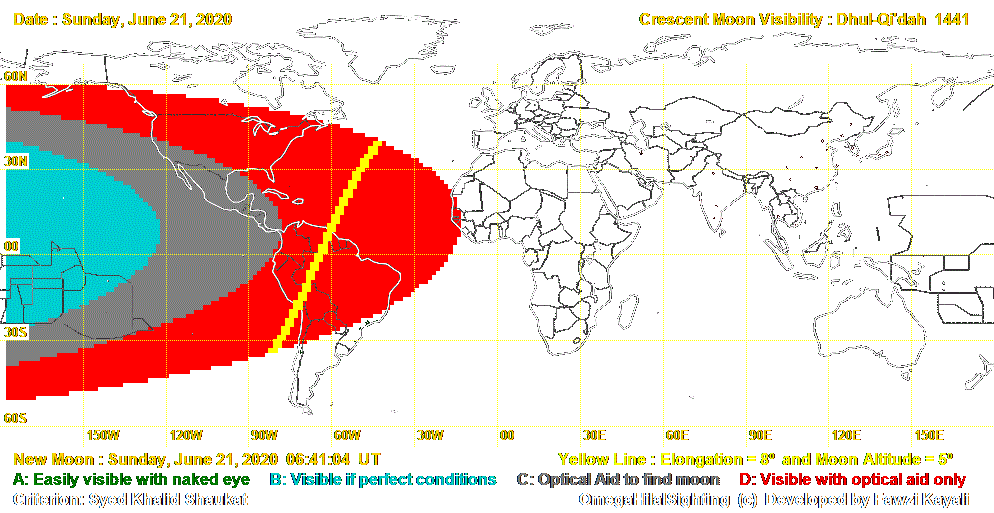 Date : Sunday, June 21, 2020
Crescent Moon Visibility : Dhul-Qi'dah 1441
60N
30N
00
30S
60S
150W 120W 90W 60W 30W 00 30E 60E 90E 120E 150E
New Moon : Sunday, June 21, 2020 06:41:04 UT
Yellow Line : Elongation = 8º and Moon Altitude = 5º
A: Easily visible with naked eye B: Visible if perfect conditions C: Optical Aid to find moon D: Visible with optical aid only
Criterion: Syed Khalid Shaukat
OmegaHilalSighting (c) Developed by Fawzi Kayali